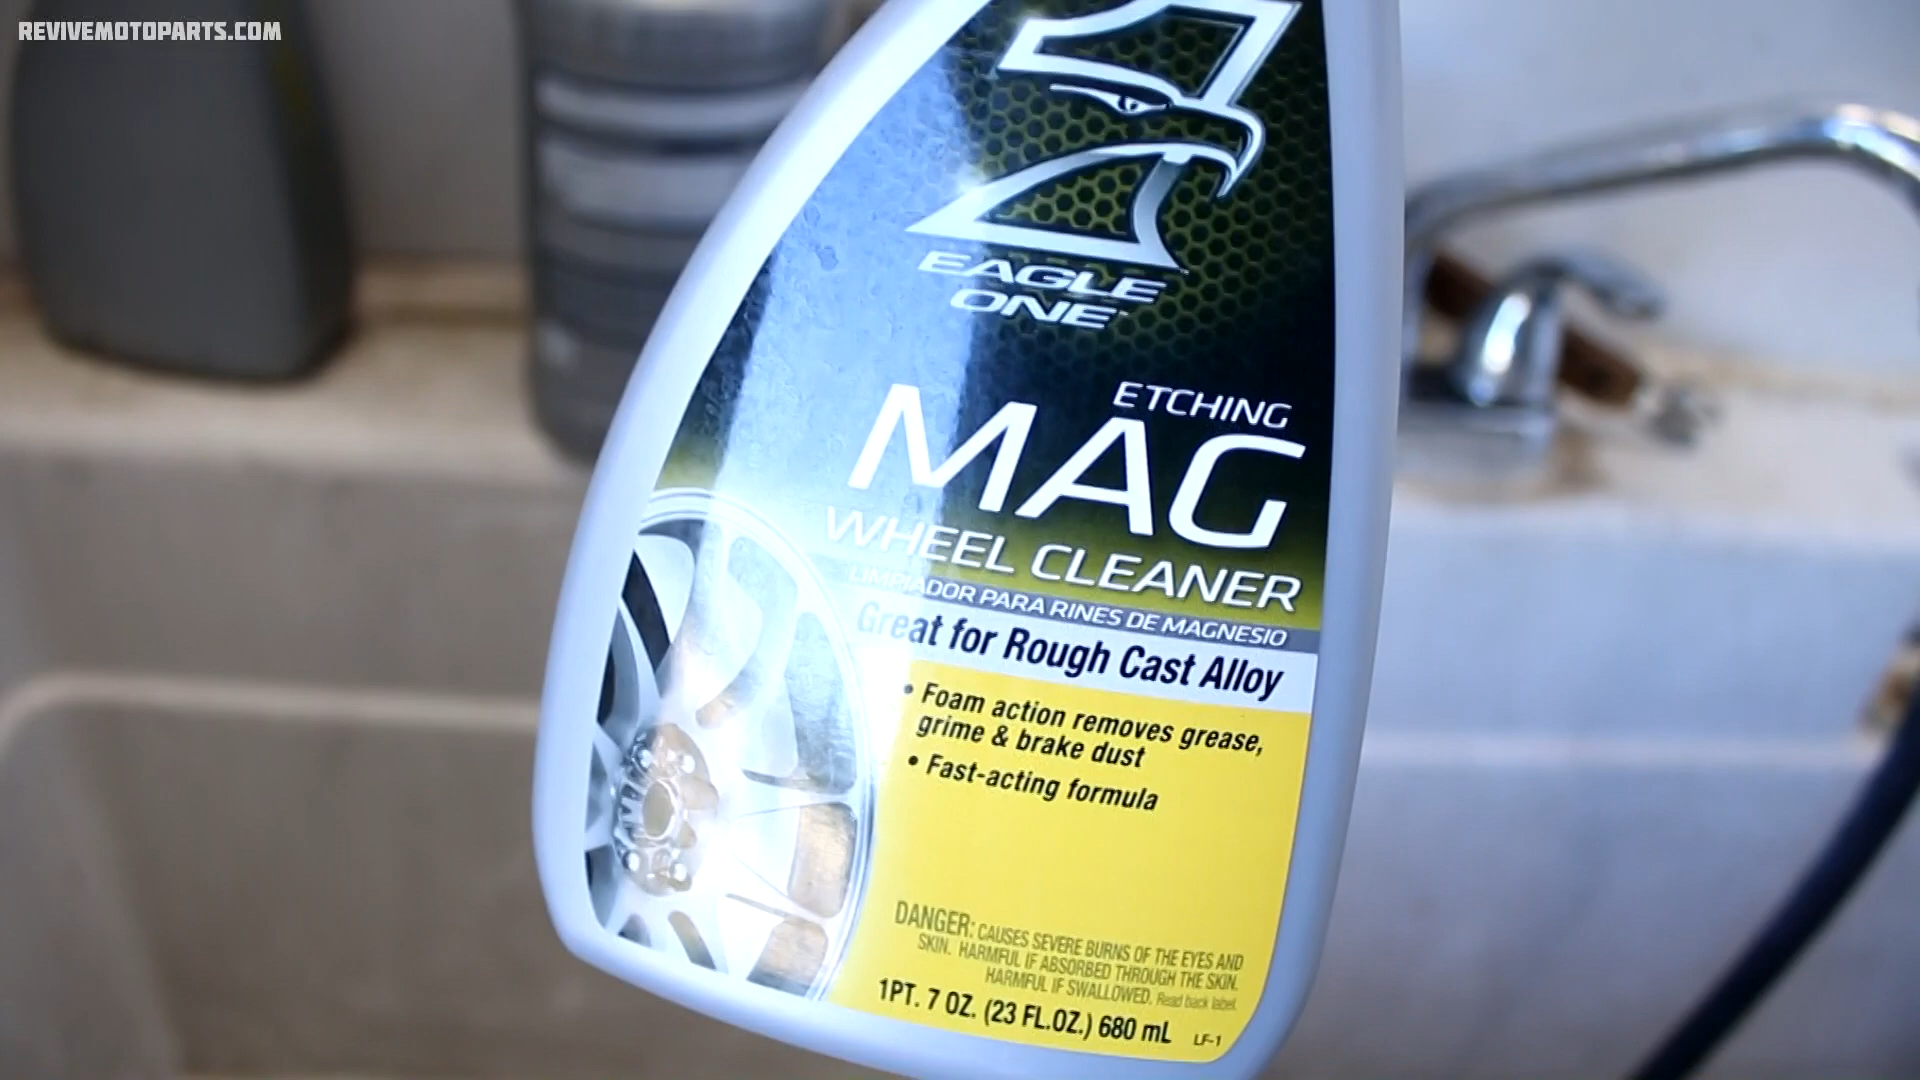 REVIVEMOTOPARTS.COM
EAGLE
ONE
ETCHING
MAG
WHEEL CLEANER
LIMPIADOR PARA RINES DE MAGNESIO
Great for Rough Cast Alloy
• Foam action removes grease,
grime & brake dust
• Fast-acting formula
DANGER: CAUSES SEVERE BURNS OF THE EYES AND
SKIN. HARMFUL IF ABSORBED THROUGH THE SKIN.
HARMFUL IF SWALLOWED. Read back label.
1PT. 7 OZ. (23 FL.OZ.) 680 mL
LF-1